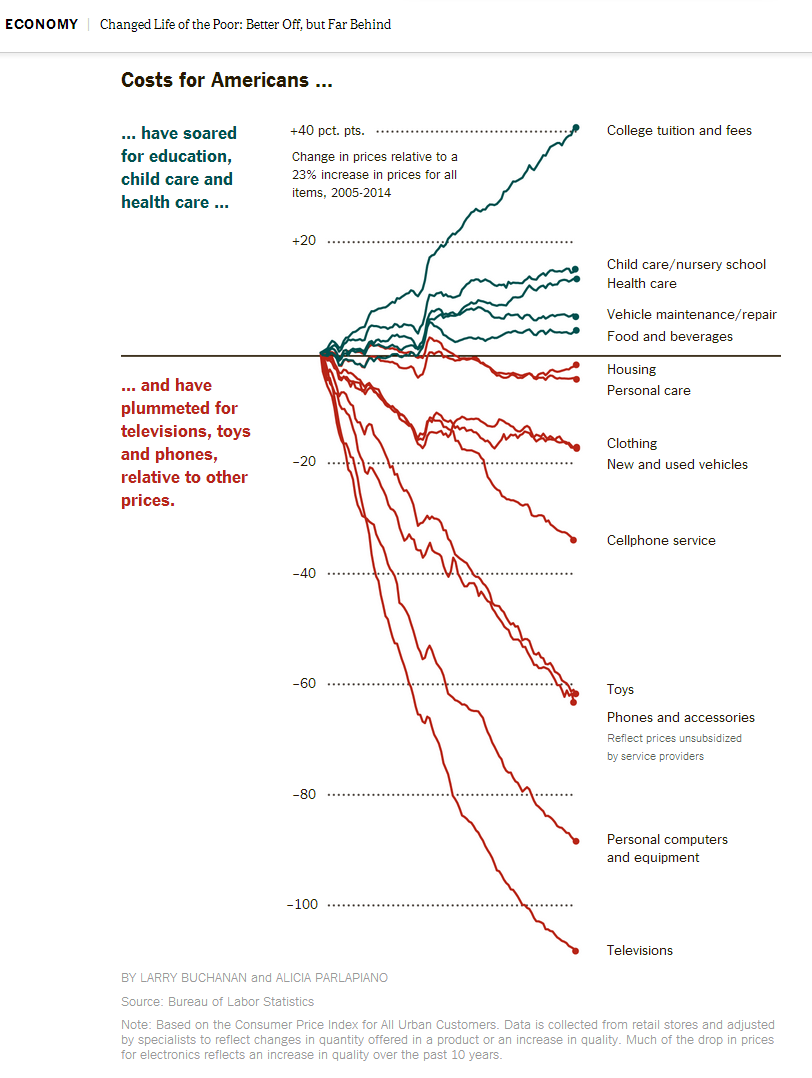 ECONOMY | Changed Life of the Poor: Better Off, but Far Behind
Costs for Americans ...
... have soared
for education,
child care and
health care ...
+40 pct. pts.
Change in prices relative to a
23% increase in prices for all
items, 2005-2014
+20
College tuition and fees
Child care/nursery school
Health care
Vehicle maintenance/repair
Food and beverages
... and have
plummeted for
televisions, toys
and phones,
relative to other
prices.
Housing
Personal care
Clothing
New and used vehicles
Cellphone service
−20
−40
−60
−80
−100
Toys
Phones and accessories
Reflect prices unsubsidized
by service providers
Personal computers
and equipment
Televisions
BY LARRY BUCHANAN and ALICIA PARLAPIANO
Source: Bureau of Labor Statistics
Note: Based on the Consumer Price Index for All Urban Customers. Data is collected from retail stores and adjusted
by specialists to reflect changes in quantity offered in a product or an increase in quality. Much of the drop in prices
for electronics reflects an increase in quality over the past 10 years.